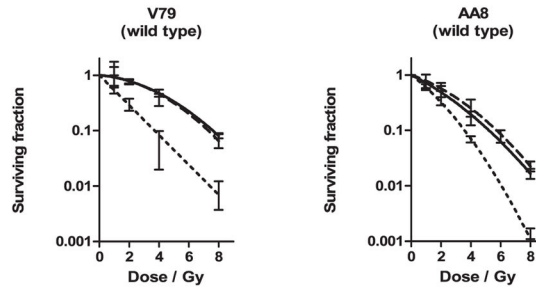 V79
(wild type)
Surviving fraction
1
0.1
0.01
0.001
0 2 4 6 8
Dose / Gy
AA8
(wild type)
Surviving fraction
1
0.1
0.01
0.001
0 2 4 6 8
Dose / Gy